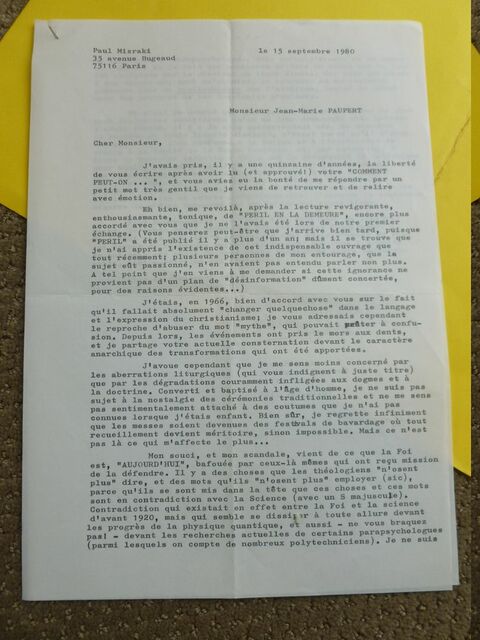 Paul Misraki
35 avenue Bugeaud
75116 Paris
le 15 septembre 1980
Monsieur Jean-Marie PAUPERT
Cher Monsieur,
J'avais pris, il y a une quinzaine d'années, la liberté
de vous écrire après avoir lu (et approuvé!) votre "COMMENT
PEUT-ON ... ", et vous aviez eu la bonté de me répondre par un
petit mot très gentil que je viens de retrouver et de relire
avec émotion.
Eh bien, me revoilà, après la lecture revigorante,
enthousiasmante, tonique, de "PERIL EN LA DEMEURE", encore plus
accordé avec vous que je ne l'avais été lors de notre premier
échange. (Vous penserez peut-être que j'arrive bien tard, puisque
"PERIL" a été publié il y a plus d'un an; mais il se trouve que
je n'ai appris l'existence de cet indispensable ouvrage que
tout récemment; plusieurs personnes de mon entourage, que la
sujet eût passionné, n'en avaient pas entendu parler non plus.
A tel point que j'en viens à me demander si cette ignorance ne
provient pas d'un plan de "désinformation" dûment concertée,
pour des raisons évidentes...)
J'étais, en 1966, bien d'accord avec vous sur le fait
qu'il fallait absolument "changer quelquechose" dans le langage
et l'expression du christianisme; je vous adressais cependant
le reproche d'abuser du mot "mythe", qui pouvait prêter à confu-
sion. Depuis lors, les événements ont pris le mors aux dents,
et je partage votre actuelle consternation devant le caractère
anarchique des transformations qui ont été apportées.
J'avoue cependant que je me sens moins concerné par
les aberrations liturgiques (qui vous indignent à juste titre)
que par les dégradations couramment infligées aux dogmes et à
la doctrine. Converti et baptisé à l'âge d'homme, je ne suis pas
sujet à la nostalgie des cérémonies traditionnelles et ne me sens
pas sentimentalement attaché à des coutumes que je n'ai pas
connues lorsque j'étais enfant. Bien sûr, je regrette infiniment
que les messes soient devenues des festivals de bavardage où tout
recueillement devient méritoire, sinon impossible. Mais ce n'est
pas là ce qui m'affecte le plus...
Mon souci, et mon scandale, vient de que la Foi
est, "AUJOURD'HUI", bafouée par ceux-là mêmes qui ont reçu mission
de la défendre. Il y a des choses que les théologiens "n'osent
plus" dire, et des mots qu'ils "n'osent plus" employer (sic),
parce qu'ils se sont mis dans la tête que ces choses et ces mots
sont en contradiction avec la Science (avec un S majuscule).
Contradiction qui existait en effet entre la Foi et la science
d'avant 1920, mais qui semble se dissiper à toute allure devant
les progrès de la physique quantique, et aussi - ne vous braquez
pas! - devant les recherches actuelles de certains parapsychologues
(parmi lesquels on compte de nombreux polytechniciens). Je ne suis